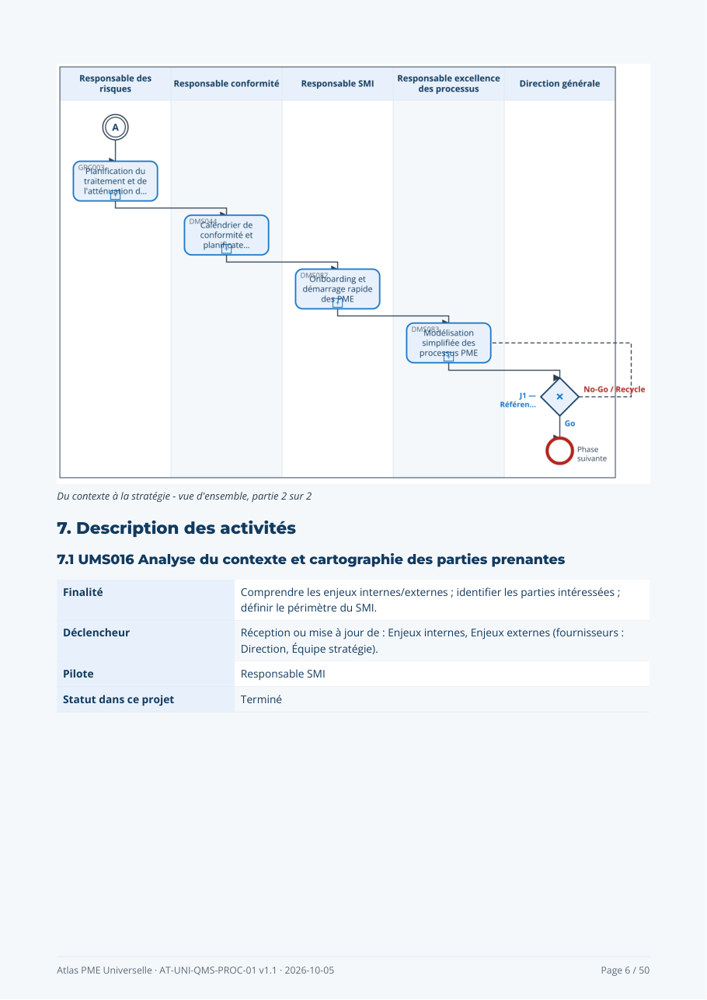 Responsable des
risques
Responsable conformité
Responsable SMI
Responsable excellence
des processus
Direction générale
A
GRC003
Planification du
traitement et de
l'atténuation d...
DMS044
Calendrier de
conformité et
planificate...
DMS082
Onboarding et
démarrage rapide
des PME
DMS083
Modélisation
simplifiée des
processus PME
J1 —
Référen...
No-Go / Recycle
Go
Phase
suivante
Du contexte à la stratégie - vue d'ensemble, partie 2 sur 2
7. Description des activités
7.1 UMS016 Analyse du contexte et cartographie des parties prenantes
Finalité
Comprendre les enjeux internes/externes ; identifier les parties intéressées ;
définir le périmètre du SMI.
Déclencheur
Réception ou mise à jour de : Enjeux internes, Enjeux externes (fournisseurs :
Direction, Équipe stratégie).
Pilote
Responsable SMI
Statut dans ce projet
Terminé
Atlas PME Universelle · AT-UNI-QMS-PROC-01 v1.1 · 2026-10-05
Page 6 / 50